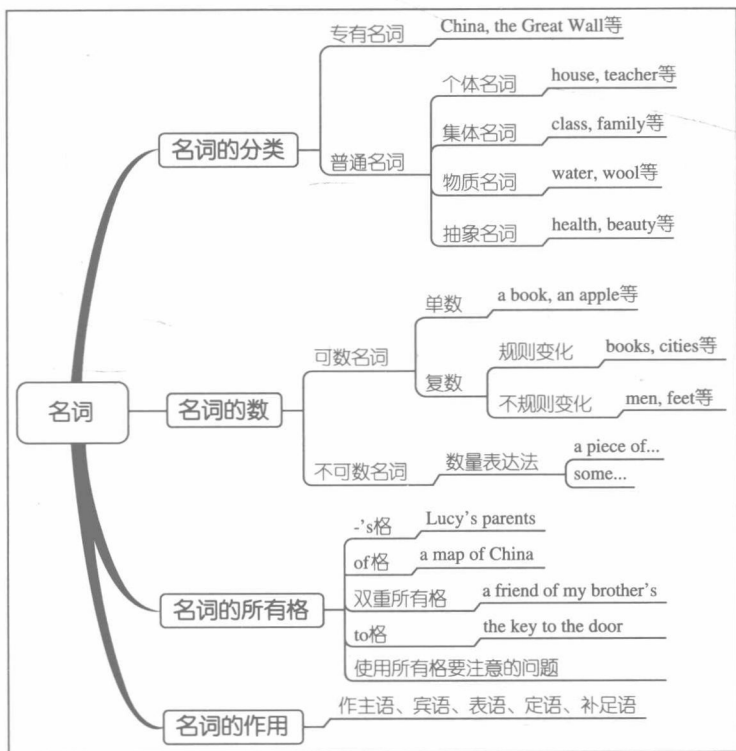 名词
名词的分类
专有名词
China, the Great Wall等
普通名词
个体名词
house, teacher等
集体名词
class, family等
物质名词
water, wool等
抽象名词
health, beauty等
名词的数
可数名词
单数
a book, an apple等
复数
规则变化
books, cities等
不规则变化
men, feet等
不可数名词
数量表达法
a piece of...
some...
名词的所有格
-'s格
Lucy's parents
of格
a map of China
双重所有格
a friend of my brother's
to格
the key to the door
使用所有格要注意的问题
名词的作用
作主语、宾语、表语、定语、补足语